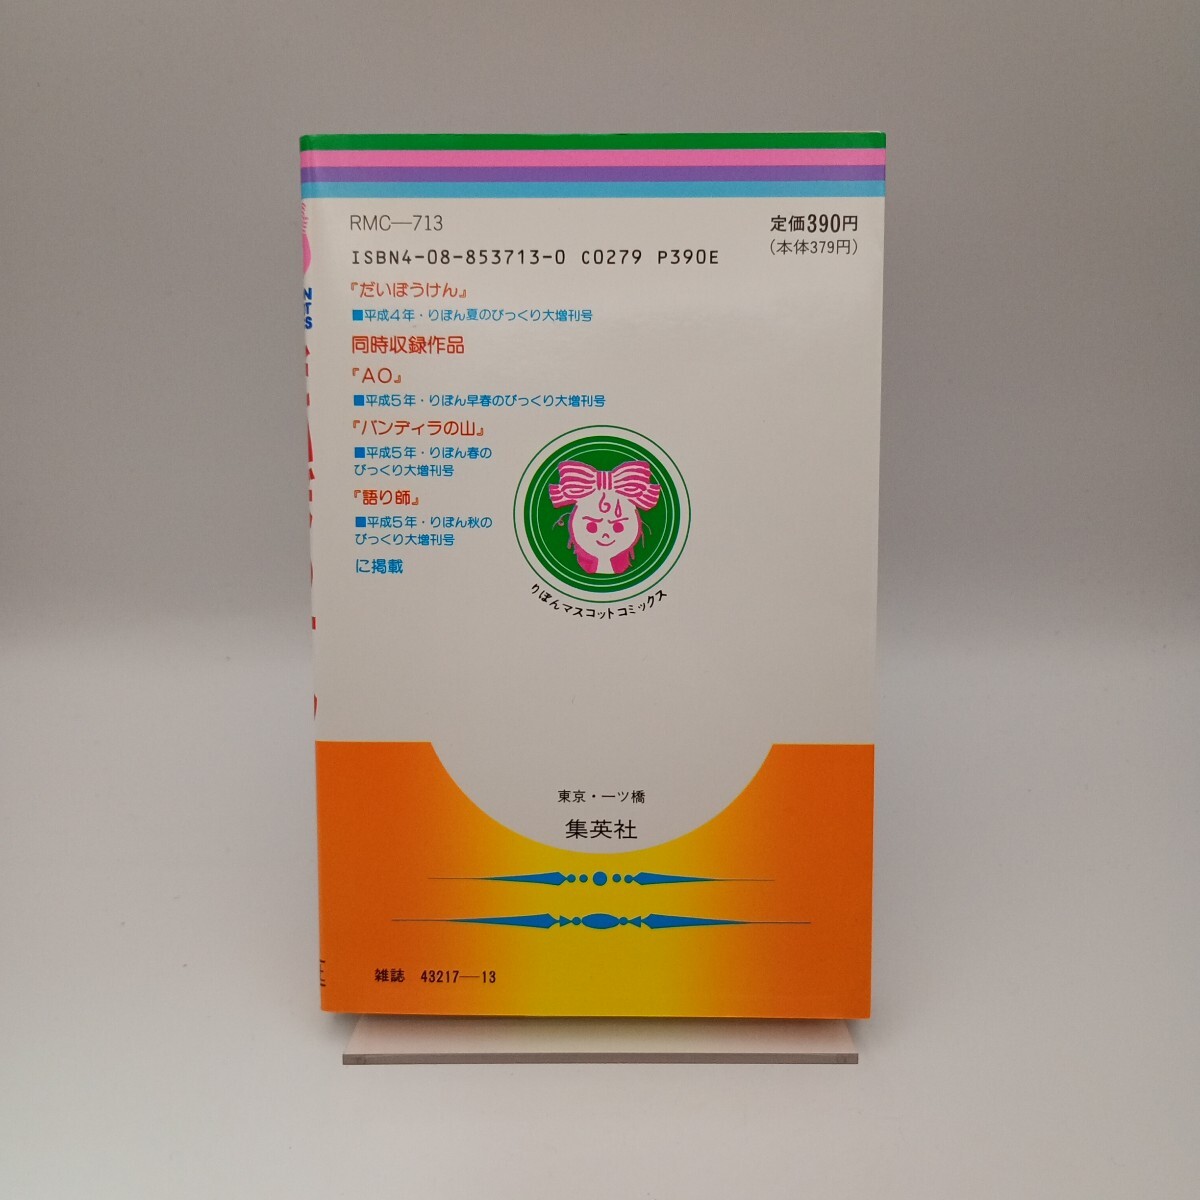 RMC—713
定価390円
(本体379円)
ISBN4-08-853713-0 C0279 P390E
『だいぼうけん』
■平成4年・りぼん夏のびっくり大増刊号
同時収録作品
『AO』
■平成5年・りぼん早春のびっくり大増刊号
『バンディラの山』
■平成5年・りぼん春の
びっくり大増刊号
『語り師』
■平成5年・りぼん秋の
びっくり大増刊号
に掲載
りぼんマスコットコミックス
東京・一ツ橋
集英社
雑誌 43217—13